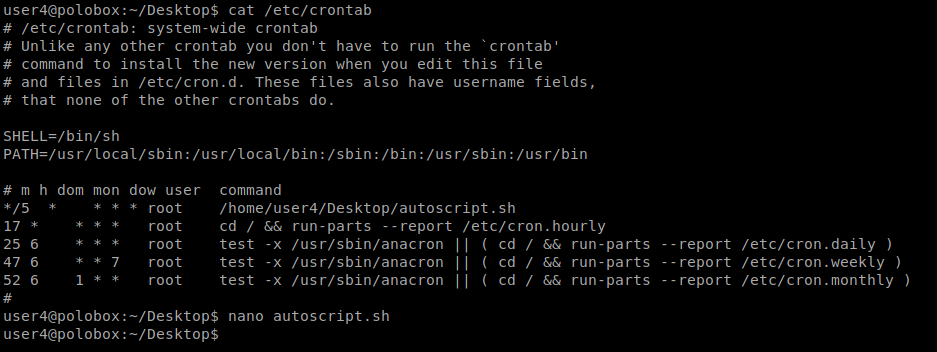 user4@polobox:~/Desktop$ cat /etc/crontab
# /etc/crontab: system-wide crontab
# Unlike any other crontab you don't have to run the `crontab'
# command to install the new version when you edit this file
# and files in /etc/cron.d. These files also have username fields,
# that none of the other crontabs do.

SHELL=/bin/sh
PATH=/usr/local/sbin:/usr/local/bin:/sbin:/bin:/usr/sbin:/usr/bin

# m h dom mon dow user  command
*/5  *    * * * root    /home/user4/Desktop/autoscript.sh
17 *    * * *   root    cd / && run-parts --report /etc/cron.hourly
25 6    * * *   root    test -x /usr/sbin/anacron || ( cd / && run-parts --report /etc/cron.daily )
47 6    * * 7   root    test -x /usr/sbin/anacron || ( cd / && run-parts --report /etc/cron.weekly )
52 6    1 * *   root    test -x /usr/sbin/anacron || ( cd / && run-parts --report /etc/cron.monthly )
#
user4@polobox:~/Desktop$ nano autoscript.sh
user4@polobox:~/Desktop$